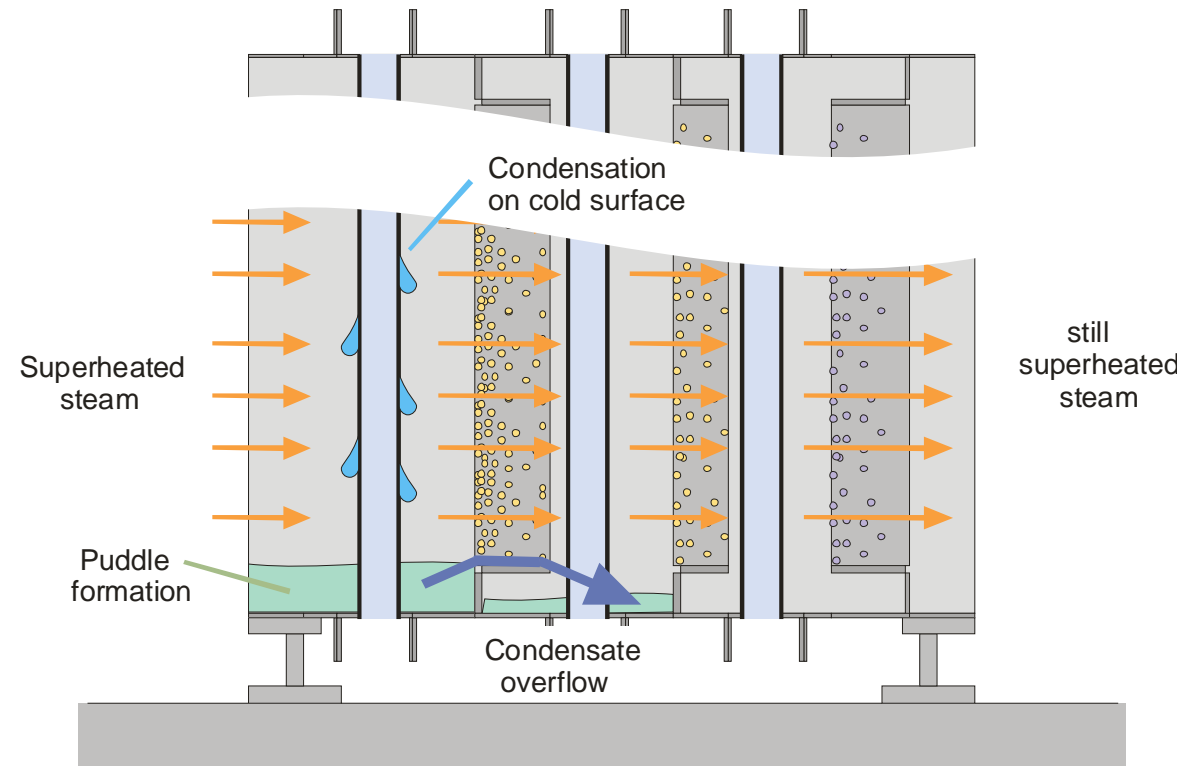 Condensation
on cold surface
Superheated
steam
still
superheated
steam
Puddle
formation
Condensate
overflow